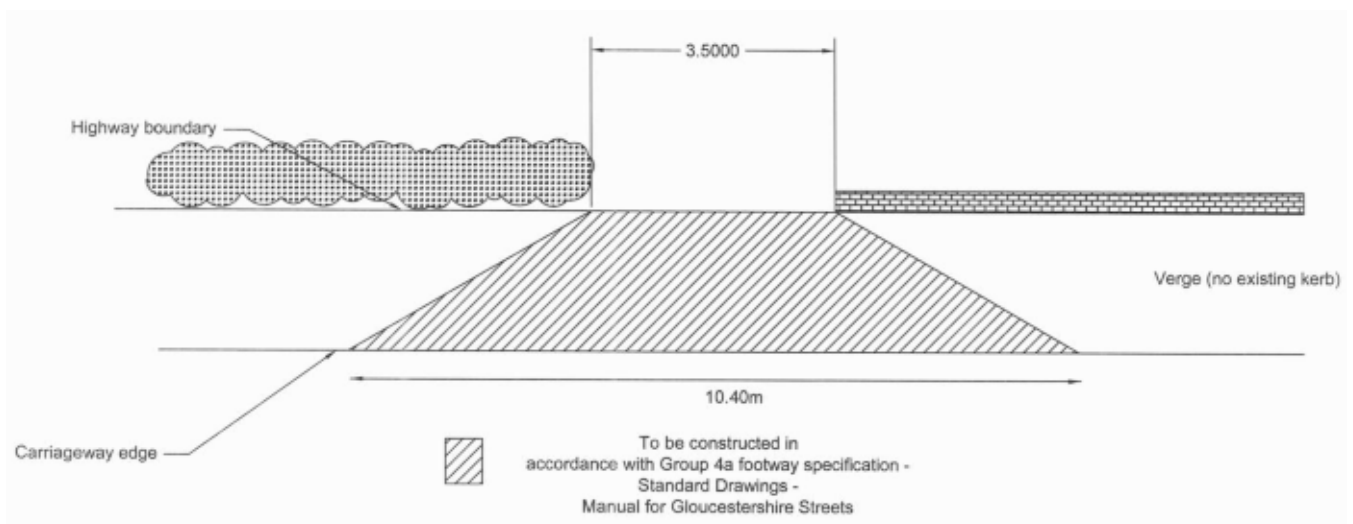 3.5000
Highway boundary
Verge (no existing kerb)
10.40m
Carriageway edge
To be constructed in
accordance with Group 4a footway specification -
Standard Drawings -
Manual for Gloucestershire Streets